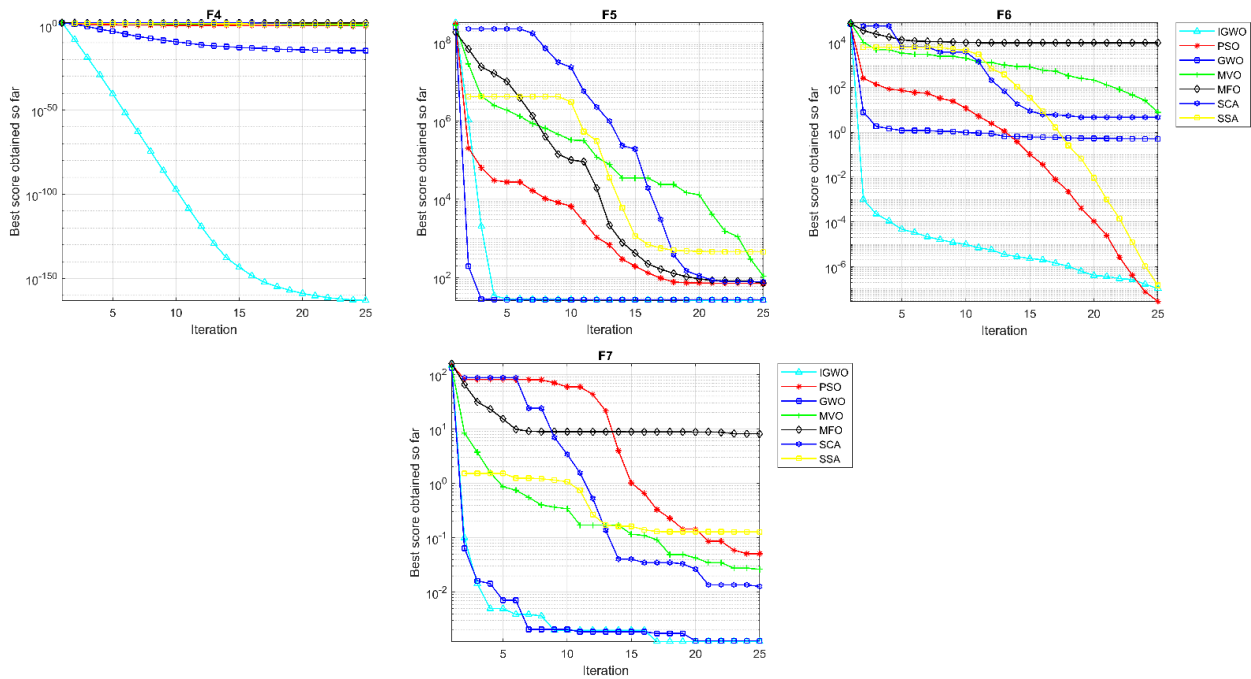 F4
Best score obtained so far
10^0
10^-50
10^-100
10^-150
5 10 15 20 25
Iteration
F5
Best score obtained so far
10^8
10^6
10^4
10^2
5 10 15 20 25
Iteration
F6
Best score obtained so far
10^4
10^2
10^0
10^-2
10^-4
10^-6
5 10 15 20 25
Iteration
IGWO
PSO
GWO
MVO
MFO
SCA
SSA
F7
Best score obtained so far
10^2
10^1
10^0
10^-1
10^-2
5 10 15 20 25
Iteration
IGWO
PSO
GWO
MVO
MFO
SCA
SSA